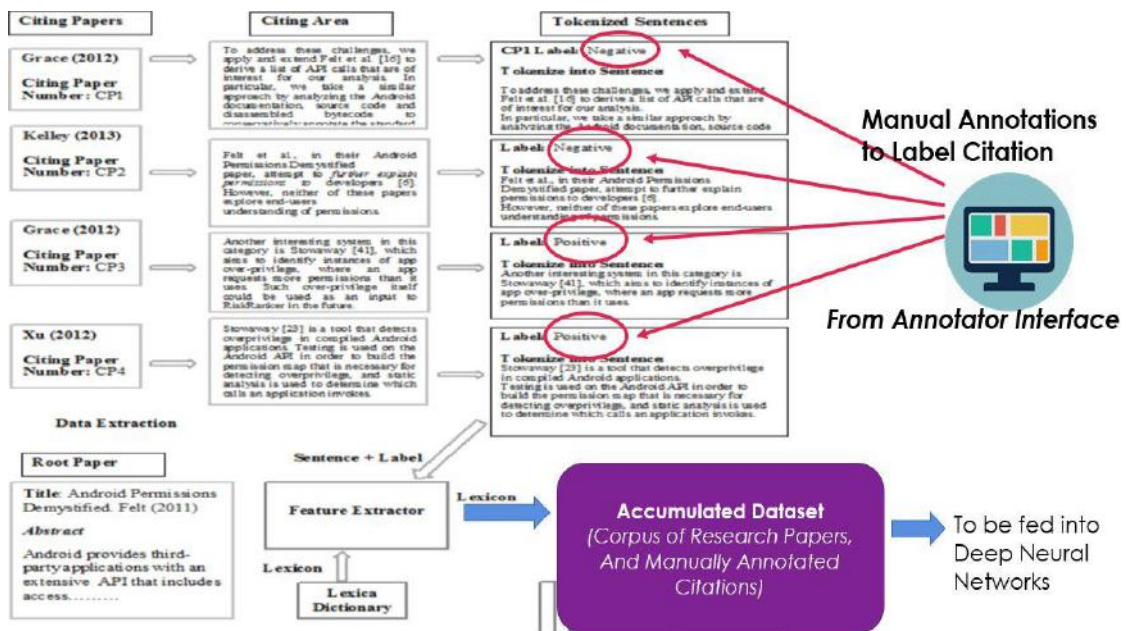 Citing Papers
Citing Area
Tokenized Sentences
Grace (2012)
Citing Paper
Number: CP1
To address these challenges, we
apply and extend Felt et al. [16] to
derive a list of API calls that are of
interest for our analysis. In
particular, we take a similar
approach by analyzing the Android
documentation, source code and
disassembled bytecode to
conservatively annotate the standard
CP1 Label: Negative
Tokenize into Sentences
To address these challenges, we apply and extend
Felt et al. [16] to derive a list of API calls that are
of interest for our analysis.
In particular, we take a similar approach by
analyzing the Android documentation, source code
Kelley (2013)
Citing Paper
Number: CP2
Felt et al., in their Android
Permissions Demystified
paper, attempt to further explain
permissions to developers [6].
However, neither of these papers
explore end-users
understanding of permissions.
Label: Negative
Tokenize into Sentences
Felt et al., in their Android Permissions
Demystified paper, attempt to further explain
permissions to developers [6].
However, neither of these papers explore end-users
understanding of permissions.
Grace (2012)
Citing Paper
Number: CP3
Another interesting system in this
category is Stowaway [41], which
aims to identify instances of app
over-privilege, where an app
requests more permissions than it
uses. Such over-privilege itself
could be used as an input to
RiskRanker in the future.
Label: Positive
Tokenize into Sentences
Another interesting system in this category is
Stowaway [41], which aims to identify instances of
app over-privilege, where an app requests more
permissions than it uses.
Xu (2012)
Citing Paper
Number: CP4
Stowaway [23] is a tool that detects
overprivilege in compiled Android
applications. Testing is used on the
Android API in order to build the
permission map that is necessary for
detecting overprivilege, and static
analysis is used to determine which
calls an application invokes.
Label: Positive
Tokenize into Sentences
Stowaway [23] is a tool that detects overprivilege
in compiled Android applications.
Testing is used on the Android API in order to
build the permission map that is necessary for
detecting overprivilege, and static analysis is used
to determine which calls an application invokes.
Manual Annotations
to Label Citation
From Annotator Interface
Data Extraction
Root Paper
Title: Android Permissions
Demystified. Felt (2011)
Abstract
Android provides third-
party applications with an
extensive API that includes
access.........
Sentence + Label
Feature Extractor
Lexicon
Lexicon
Lexica
Dictionary
Accumulated Dataset
(Corpus of Research Papers,
And Manually Annotated
Citations)
To be fed into
Deep Neural
Networks